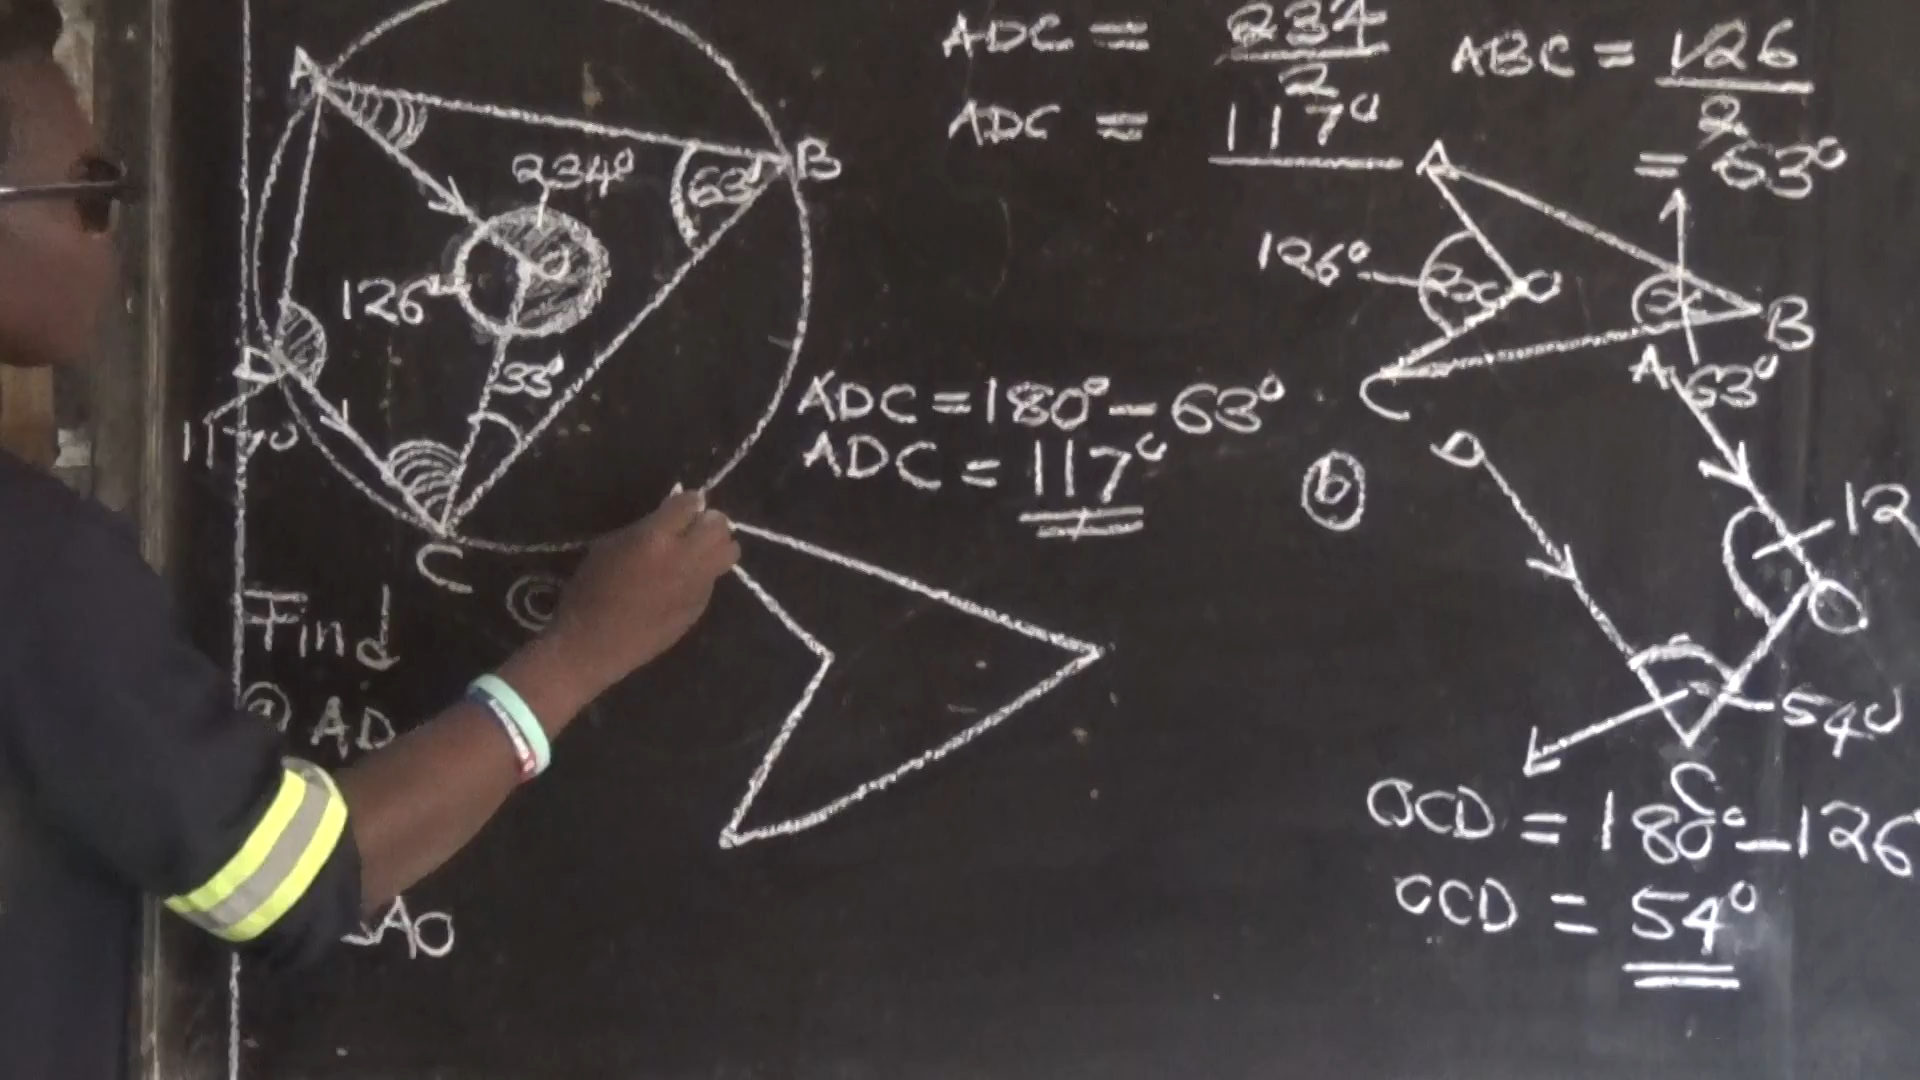 A
B
234°
63°
126°
33°
D
117°
C
O
ADC = 234/2
ADC = 117°
ABC = 126/2
= 63°
A
126°
O
x
B
C
63°
ADC = 180° - 63°
ADC = 117°
Find
(a) AD
AO
(c)
(b)
A
D
12
O
54°
C
OCD = 180° - 126°
OCD = 54°